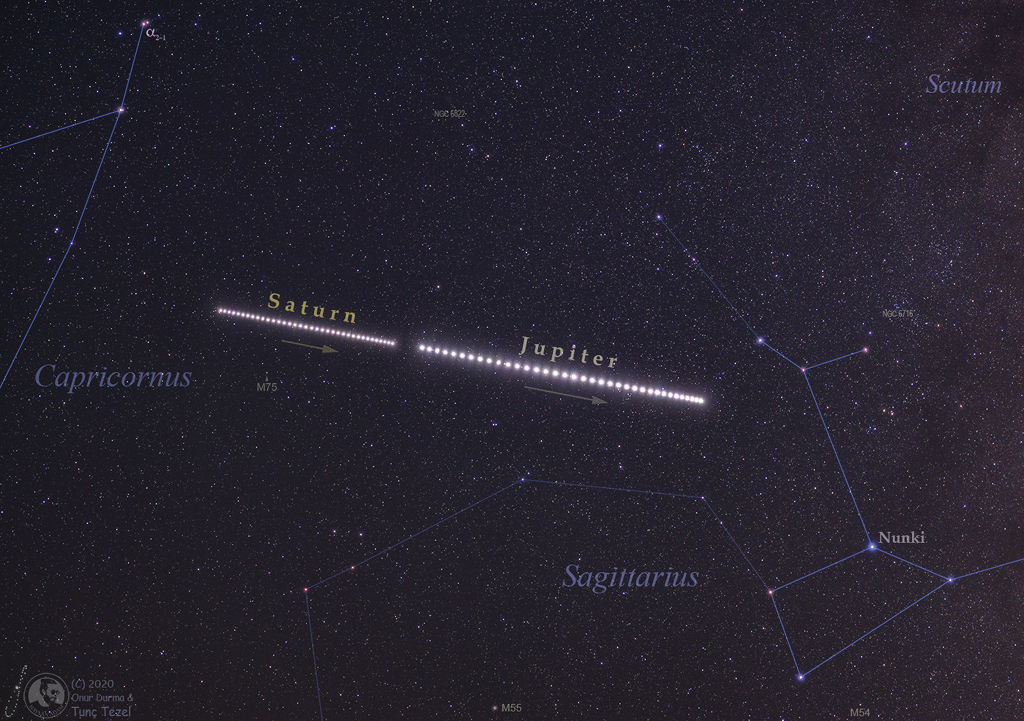 α2-1
Scutum
NGC 6822
Saturn
NGC 6716
Jupiter
Capricornus
M75
Nunki
Sagittarius
(C) 2020
Onur Durma &
Tunç Tezel
M55
M54